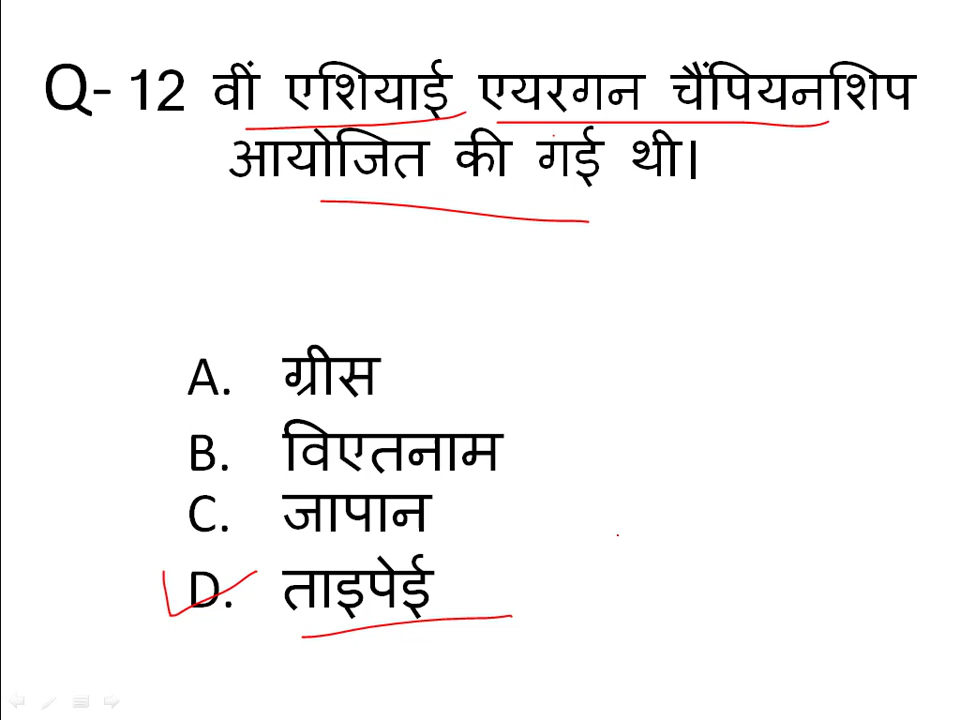 Q- 12 वीं एशियाई एयरगन चैंपियनशिप
आयोजित की गई थी।
A. ग्रीस
B. विएतनाम
C. जापान
D. ताइपेई